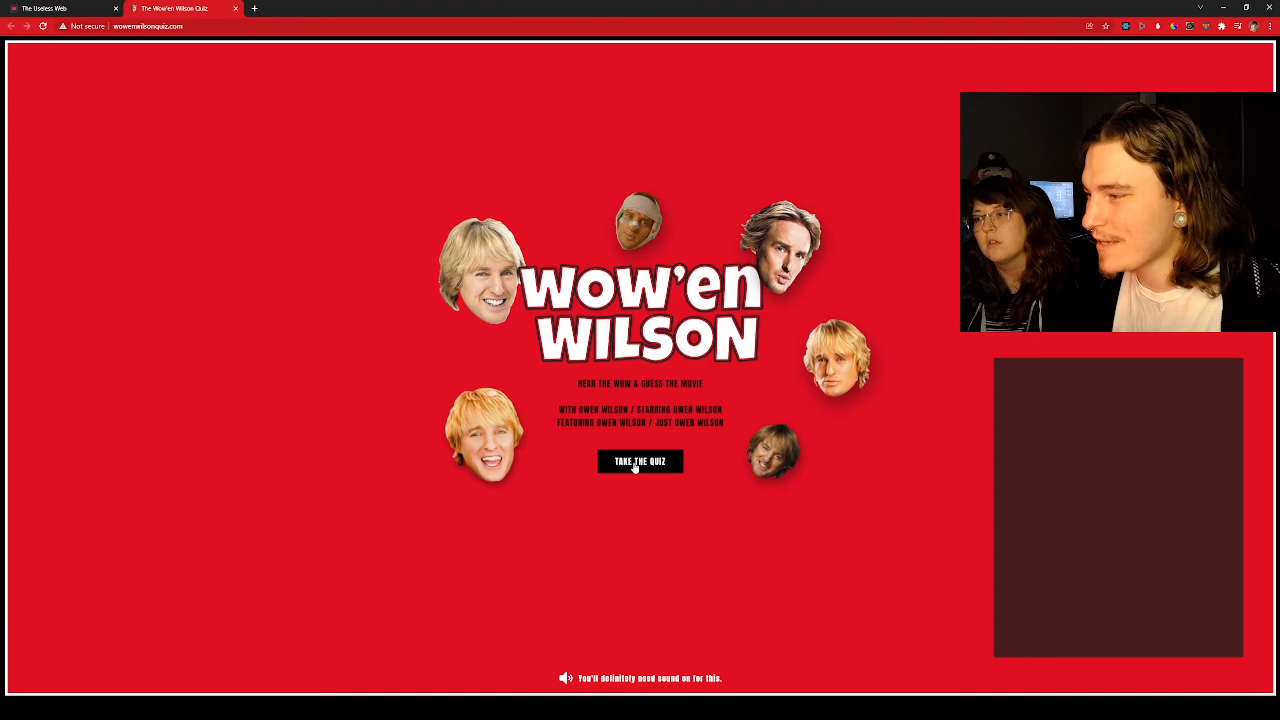 The Useless Web
The Wow'en Wilson Quiz
Not secure
wowenwilsonquiz.com
WOW'en
WILSON
HEAR THE WOW & GUESS THE MOVIE
WITH OWEN WILSON / STARRING OWEN WILSON
FEATURING OWEN WILSON / JUST OWEN WILSON
TAKE THE QUIZ
You'll definitely need sound on for this.